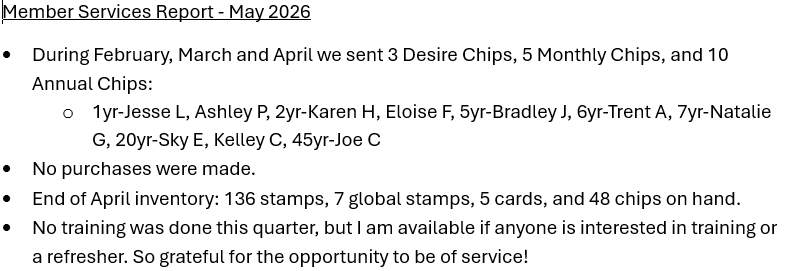 Member Services Report - May 2026
• During February, March and April we sent 3 Desire Chips, 5 Monthly Chips, and 10
Annual Chips:
o 1yr-Jesse L, Ashley P, 2yr-Karen H, Eloise F, 5yr-Bradley J, 6yr-Trent A, 7yr-Natalie
G, 20yr-Sky E, Kelley C, 45yr-Joe C
• No purchases were made.
• End of April inventory: 136 stamps, 7 global stamps, 5 cards, and 48 chips on hand.
• No training was done this quarter, but I am available if anyone is interested in training or
a refresher. So grateful for the opportunity to be of service!